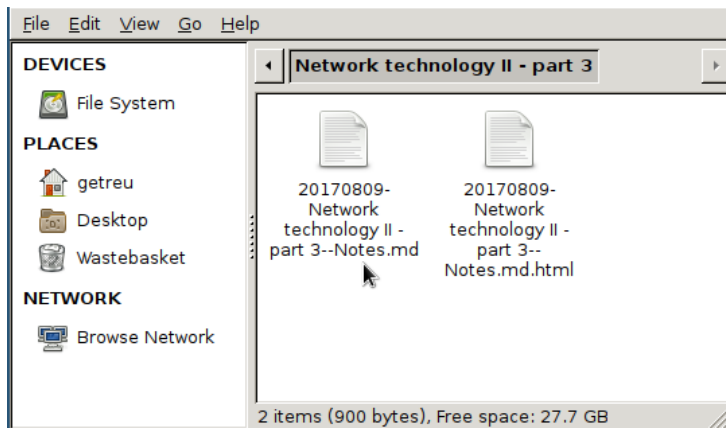 File Edit View Go Help
DEVICES
File System
PLACES
getreu
Desktop
Wastebasket
NETWORK
Browse Network
Network technology II - part 3
20170809-
Network
technology II -
part 3--Notes.md
20170809-
Network
technology II -
part 3--
Notes.md.html
2 items (900 bytes), Free space: 27.7 GB